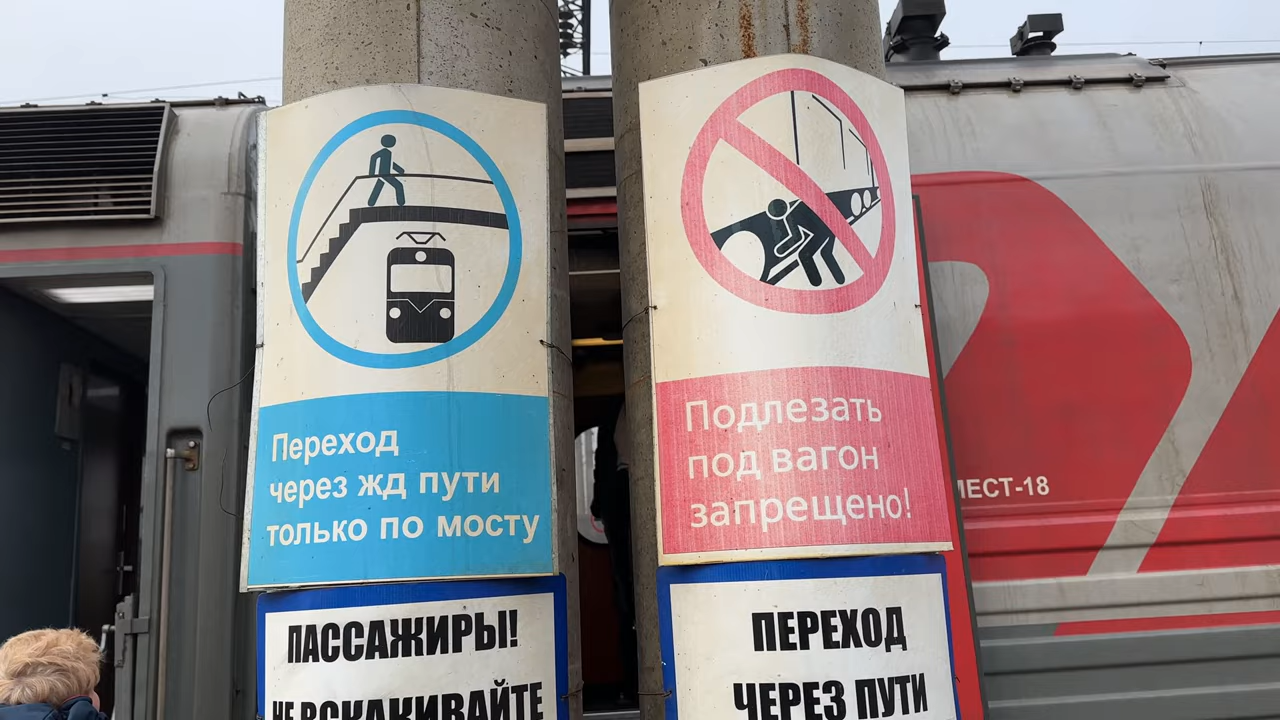 Переход
через жд пути
только по мосту
Подлезать
под вагон
запрещено!
ПАССАЖИРЫ!
НЕ ВСКАКИВАЙТЕ
ПЕРЕХОД
ЧЕРЕЗ ПУТИ
МЕСТ-18